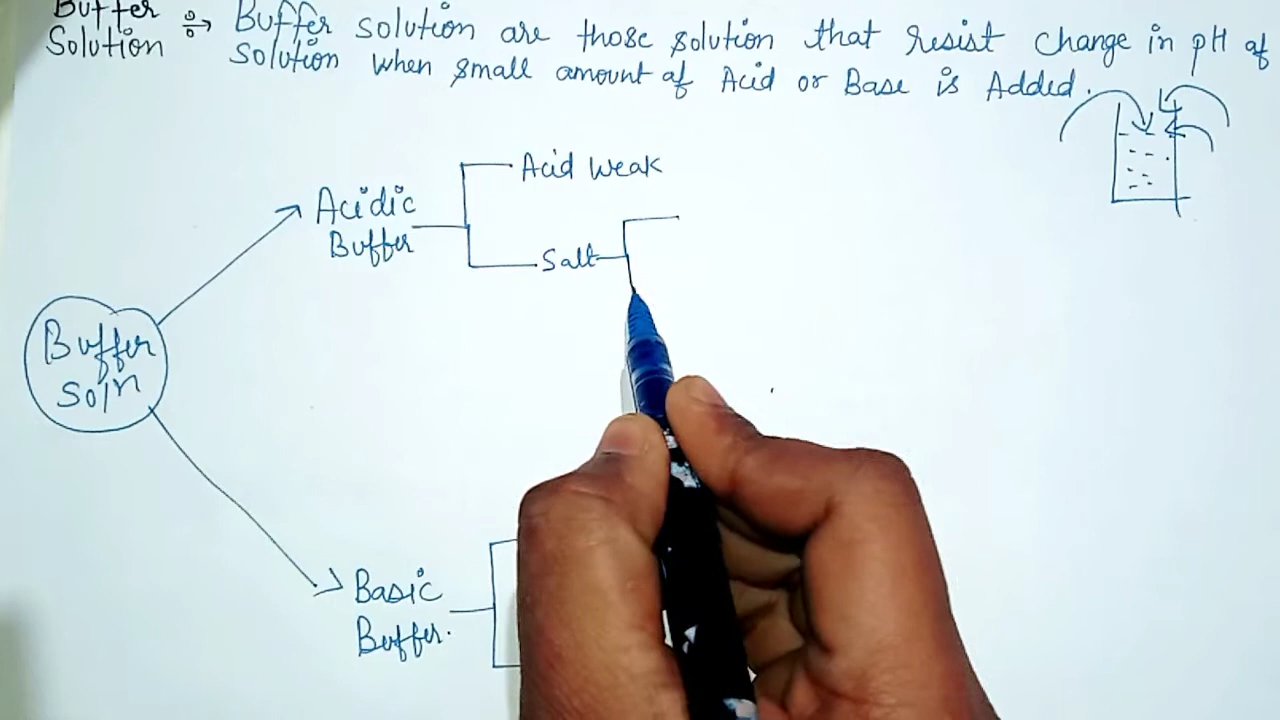 Buffer
Solution ÷→ Buffer solution are those solution that resist change in pH of
solution when small amount of Acid or Base is Added.
Acidic
Buffer
Acid Weak
Salt
Buffer
Soln
Basic
Buffer.